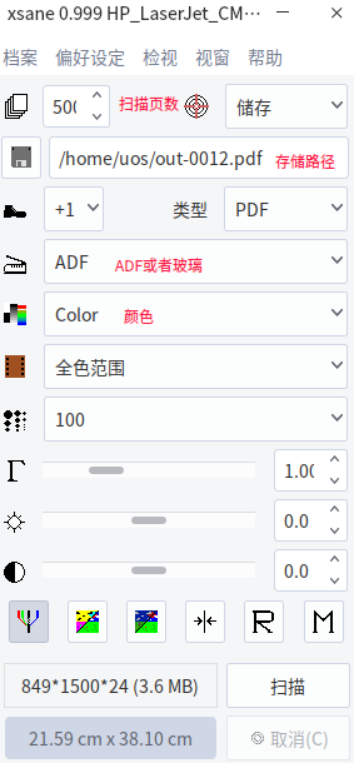 xsane 0.999 HP_LaserJet_CM···
档案 偏好设定 检视 视窗 帮助
50( 扫描页数 储存
/home/uos/out-0012.pdf 存储路径
+1 类型 PDF
ADF ADF或者玻璃
Color 颜色
全色范围
100
1.00
0.0
0.0
R M
849*1500*24 (3.6 MB) 扫描
21.59 cm x 38.10 cm 取消(C)